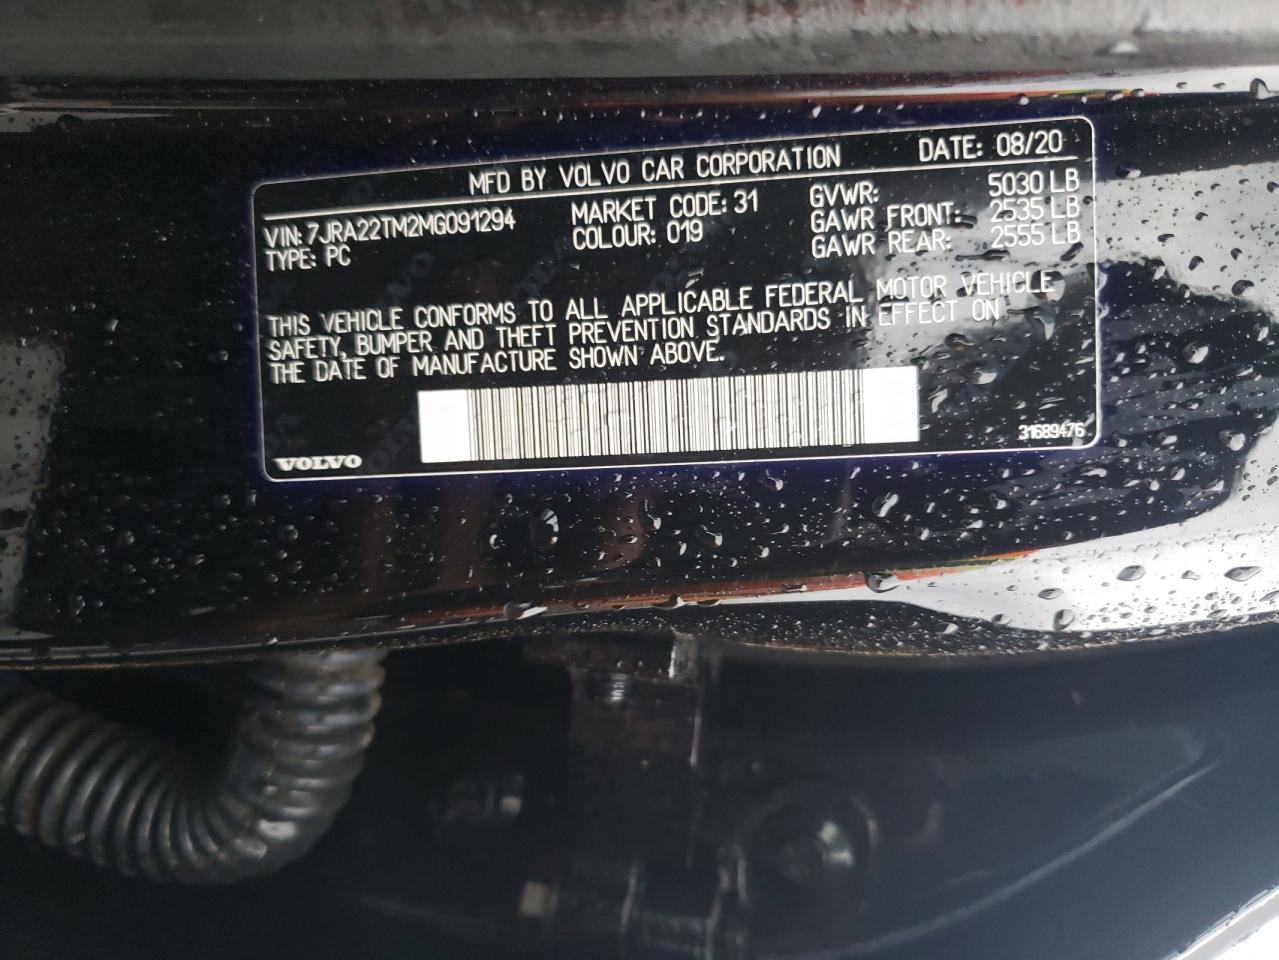 MFD BY VOLVO CAR CORPORATION DATE: 08/20
VIN: 7JRA22TM2MG091294 MARKET CODE: 31 GVWR: 5030 LB
TYPE: PC COLOUR: 019 GAWR FRONT: 2535 LB
GAWR REAR: 2555 LB
THIS VEHICLE CONFORMS TO ALL APPLICABLE FEDERAL MOTOR VEHICLE
SAFETY, BUMPER AND THEFT PREVENTION STANDARDS IN EFFECT ON
THE DATE OF MANUFACTURE SHOWN ABOVE.
VOLVO 31689476